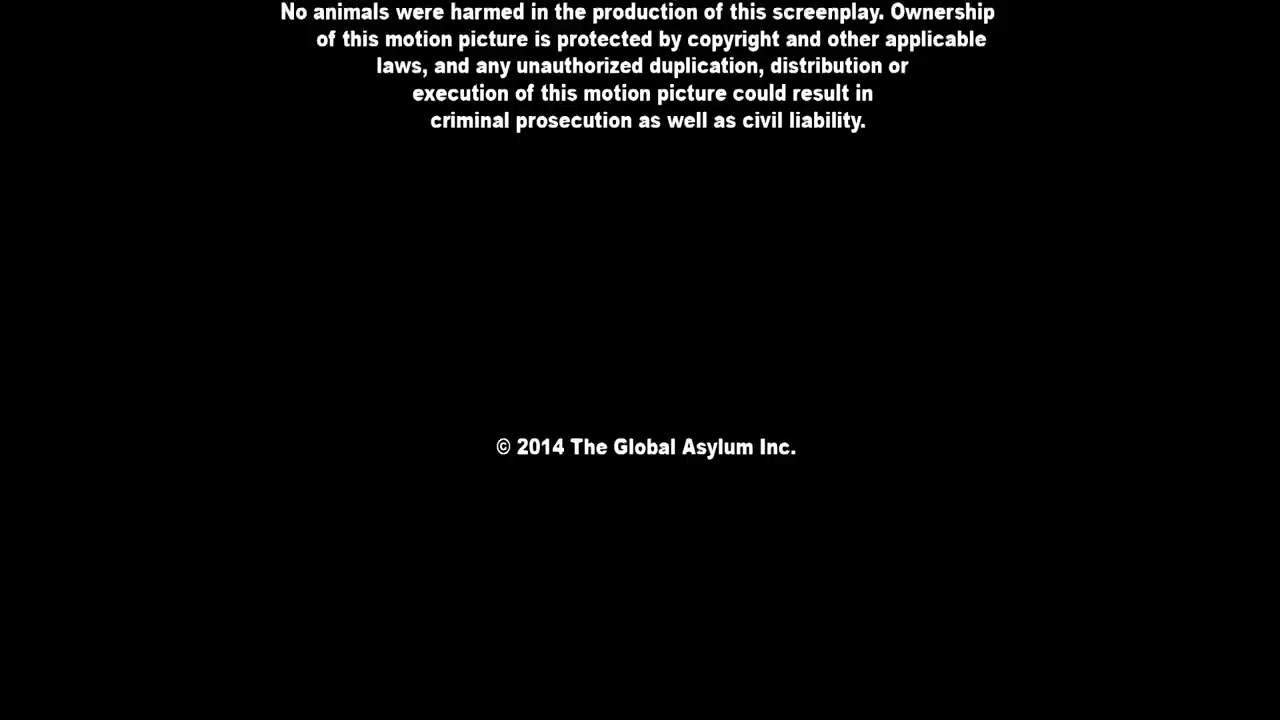 No animals were harmed in the production of this screenplay. Ownership
of this motion picture is protected by copyright and other applicable
laws, and any unauthorized duplication, distribution or
execution of this motion picture could result in
criminal prosecution as well as civil liability.
© 2014 The Global Asylum Inc.